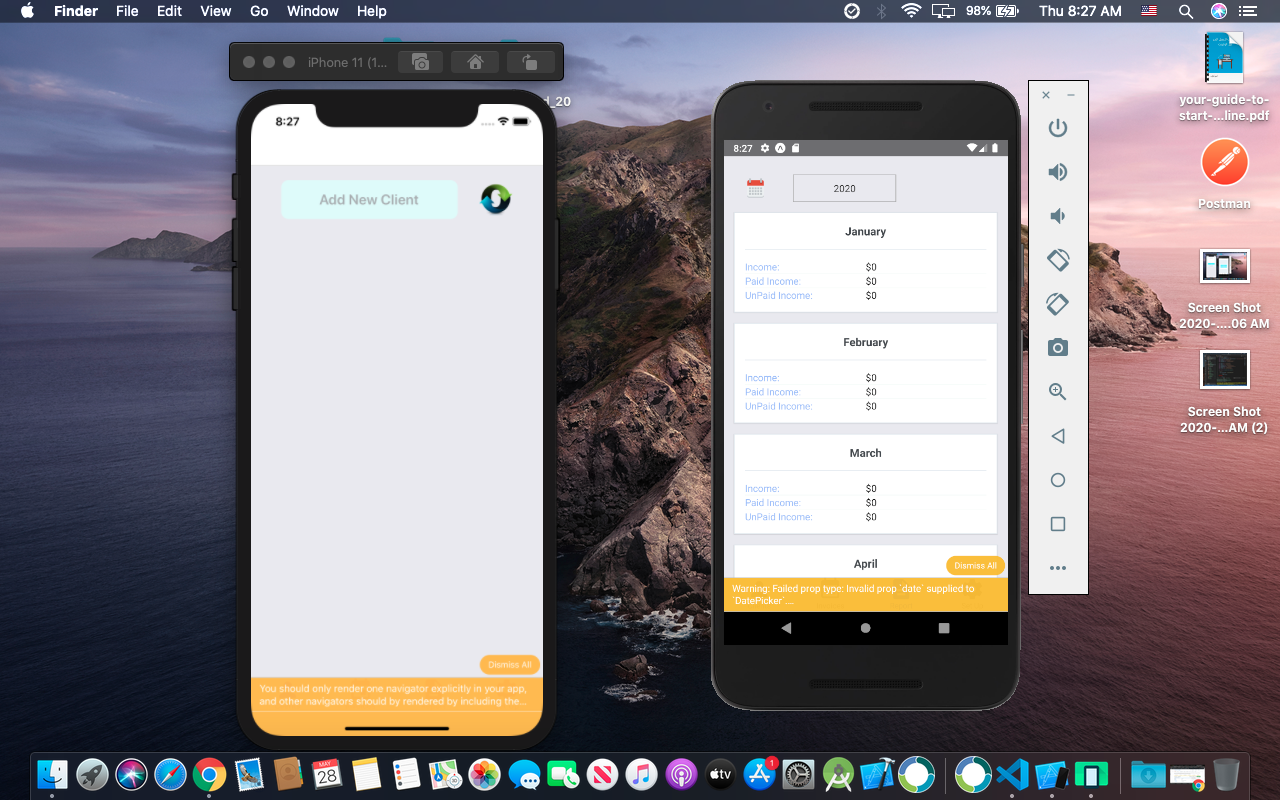 Finder File Edit View Go Window Help
98% Thu 8:27 AM
iPhone 11 (1...
d_20
8:27
Add New Client
Dismiss All
You should only render one navigator explicitly in your app,
and other navigators should by rendered by including the...
8:27
2020
January
Income: $0
Paid Income: $0
UnPaid Income: $0
February
Income: $0
Paid Income: $0
UnPaid Income: $0
March
Income: $0
Paid Income: $0
UnPaid Income: $0
April
Dismiss All
Warning: Failed prop type: Invalid prop `date` supplied to
`DatePicker`...
your-guide-to-
start-...line.pdf
Postman
Screen Shot
2020-....06 AM
Screen Shot
2020-...AM (2)
MAY
28
tv
1